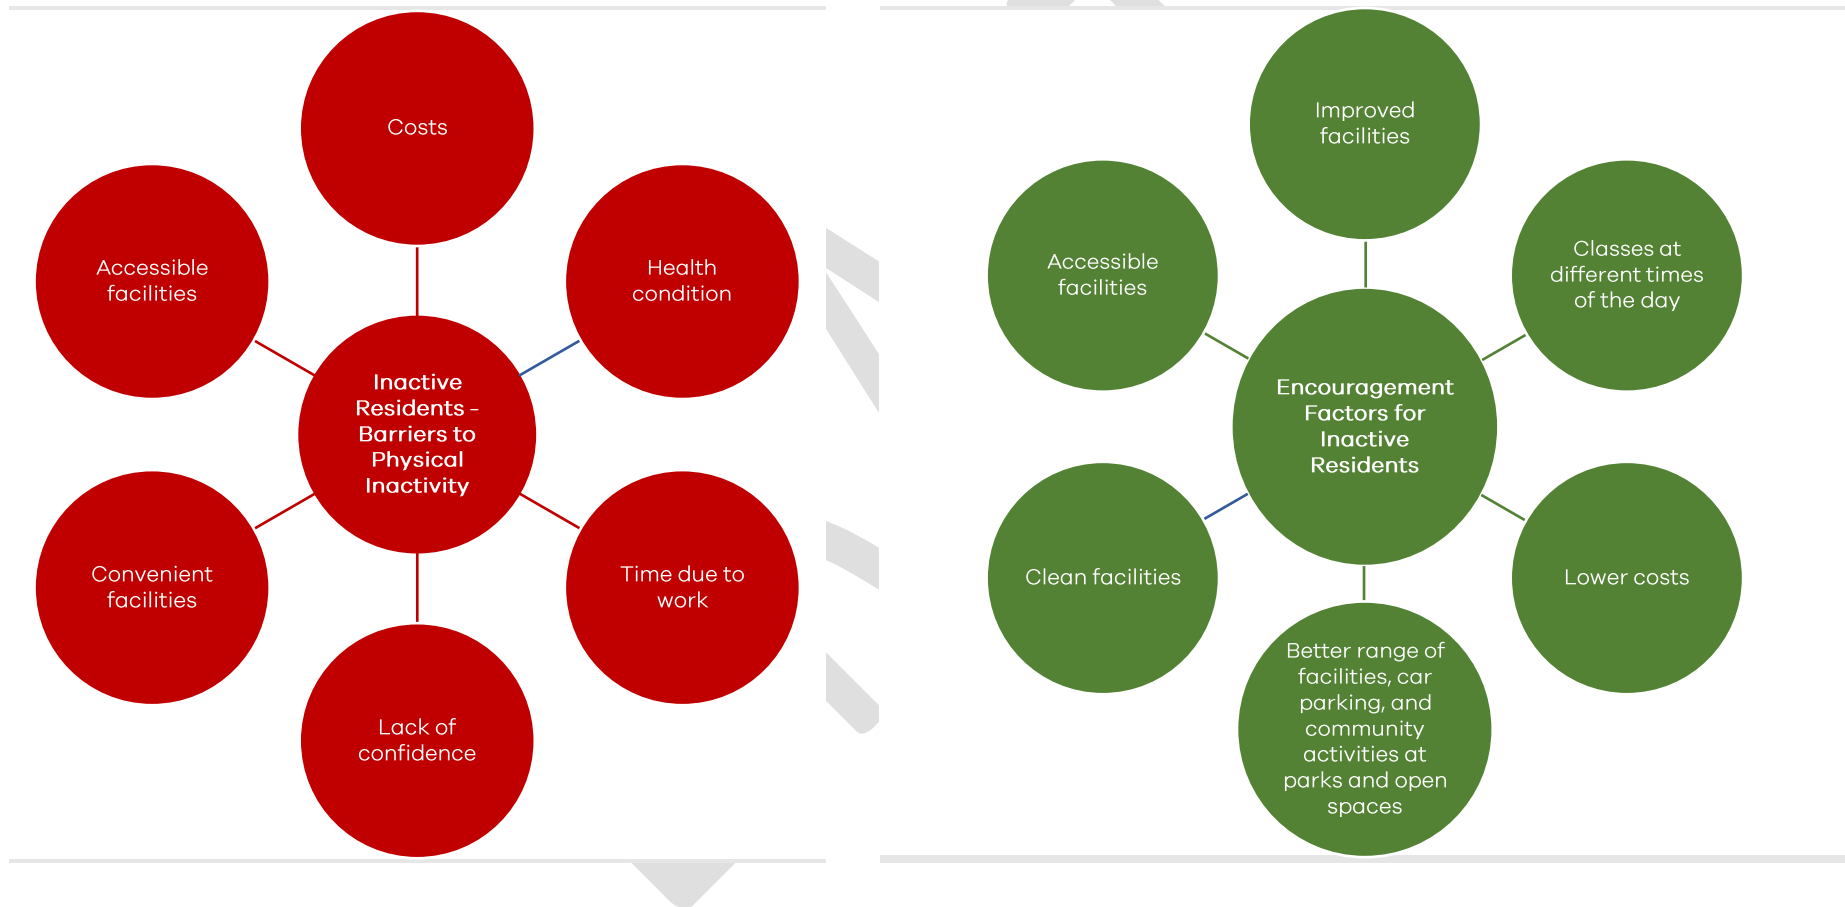 Costs
Health
condition
Time due to
work
Lack of
confidence
Convenient
facilities
Accessible
facilities
Inactive
Residents -
Barriers to
Physical
Inactivity
Improved
facilities
Classes at
different times
of the day
Lower costs
Better range of
facilities, car
parking, and
community
activities at
parks and open
spaces
Clean facilities
Accessible
facilities
Encouragement
Factors for
Inactive
Residents